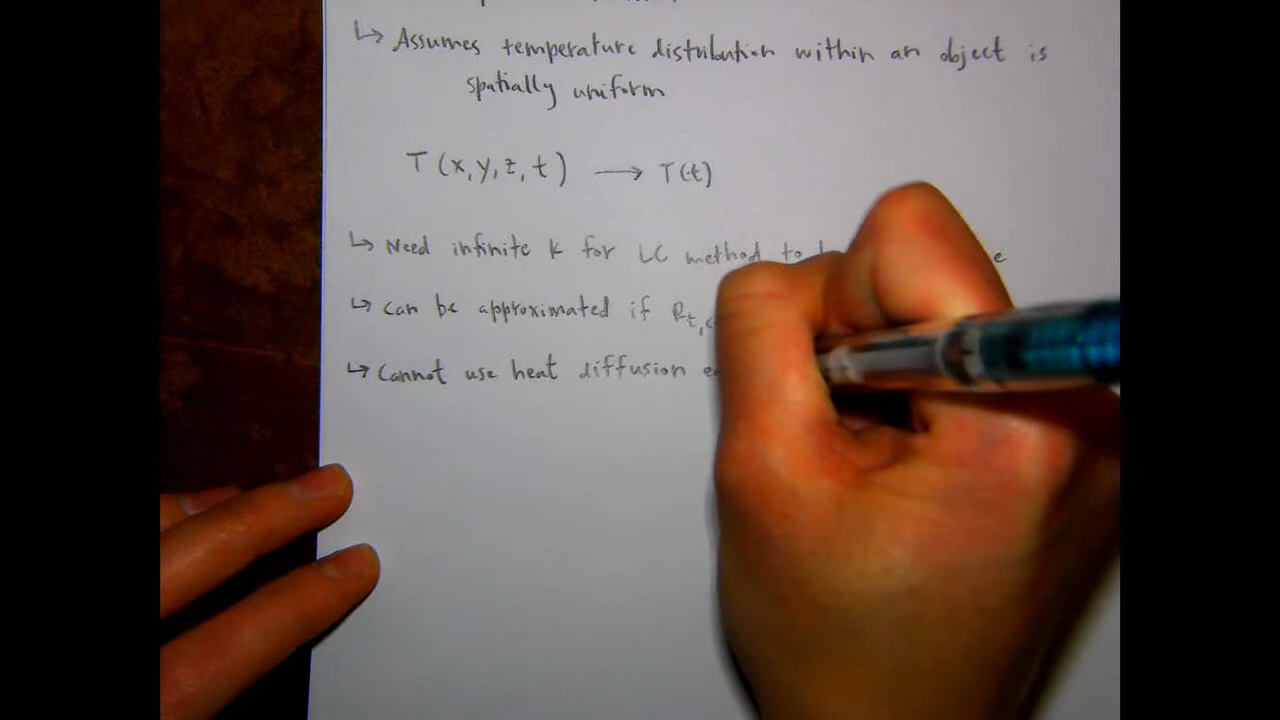 ↳ Assumes temperature distribution within an object is
spatially uniform
T(x,y,z,t) → T(t)
↳ Need infinite k for LC method to
↳ Can be approximated if
↳ Cannot use heat diffusion